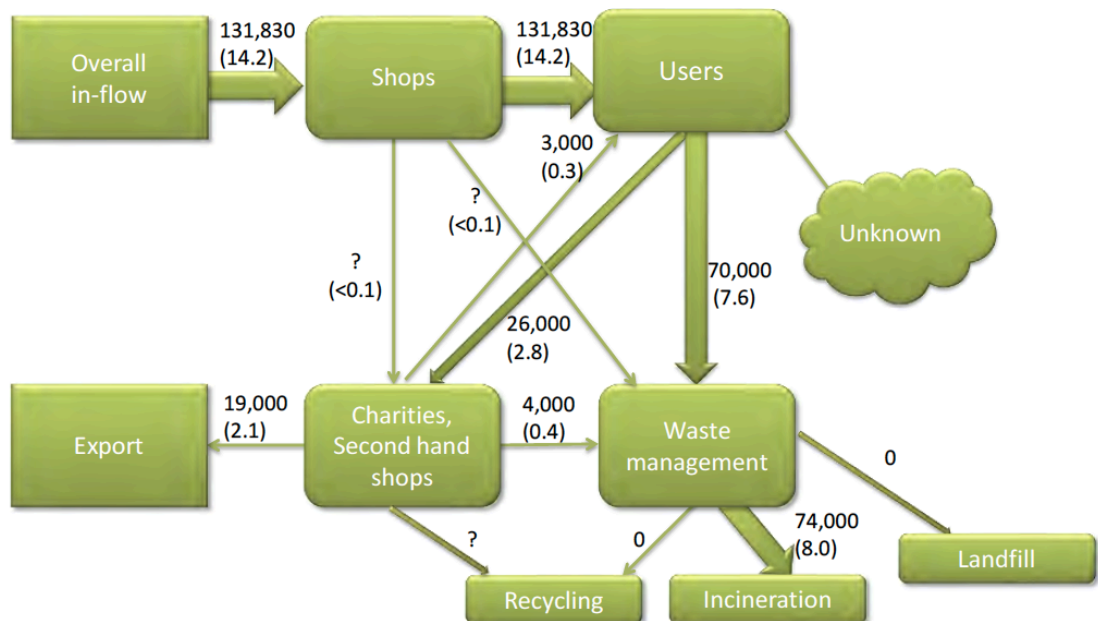 131,830
(14.2)
131,830
(14.2)
Overall
in-flow
Shops
Users
3,000
(0.3)
?
(<0.1)
Unknown
?
(<0.1)
70,000
(7.6)
26,000
(2.8)
19,000
(2.1)
4,000
(0.4)
Export
Charities,
Second hand
shops
Waste
management
0
?
0
74,000
(8.0)
Landfill
Recycling
Incineration